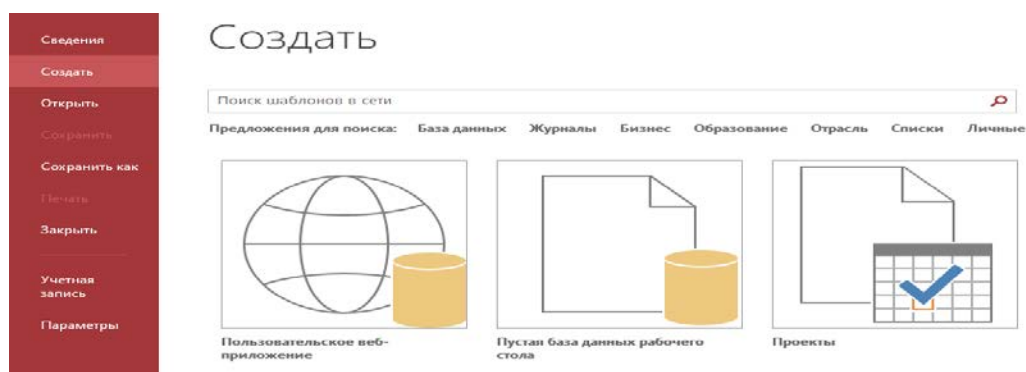 Сведения
Создать
Открыть
Сохранить
Сохранить как
Печать
Закрыть
Учетная
запись
Параметры
Создать
Поиск шаблонов в сети
Предложения для поиска: База данных Журналы Бизнес Образование Отрасль Списки Личные
Пользовательское веб-
приложение
Пустая база данных рабочего
стола
Проекты